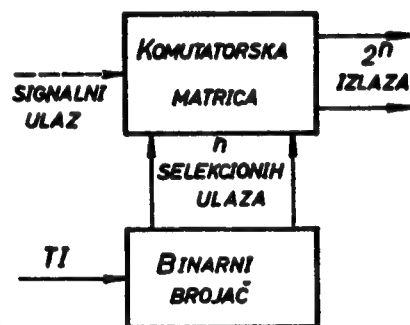 KOMUTATORSKA
MATRICA
SIGNALNI
ULAZ
2n
IZLAZA
n
SELEKCIONIH
ULAZA
TI
BINARNI
BROJAČ